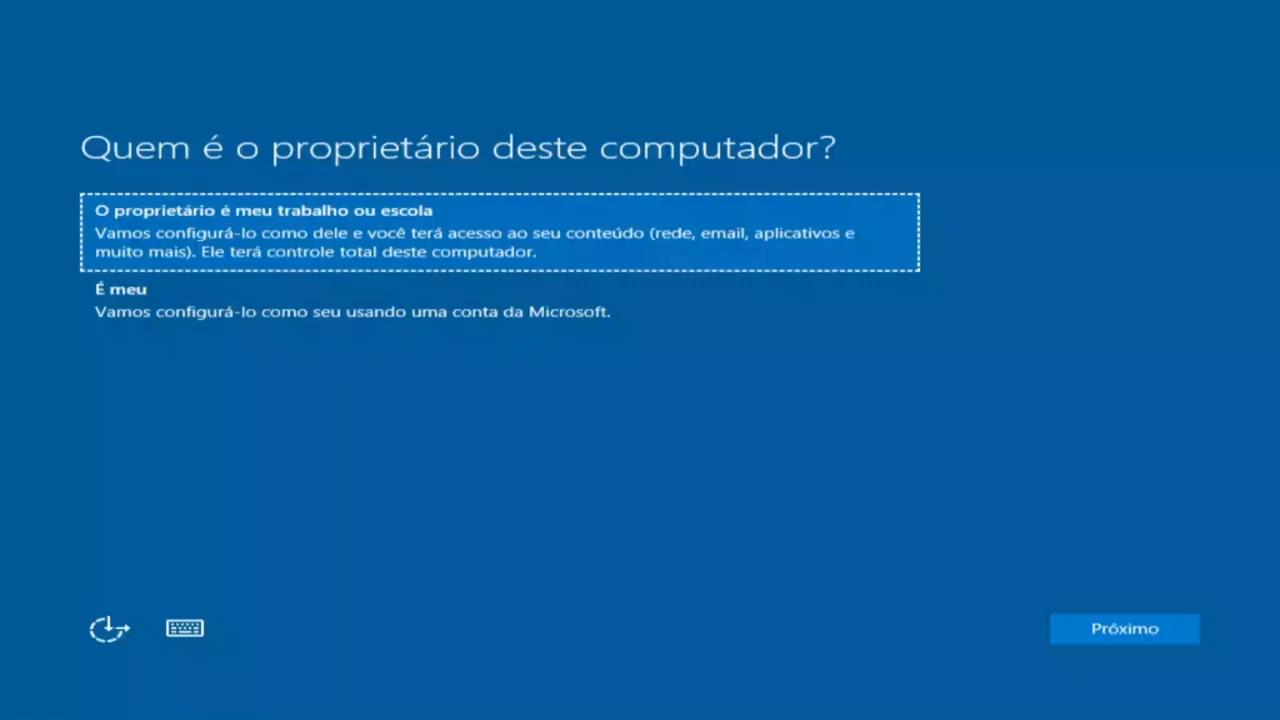 Quem é o proprietário deste computador?
O proprietário é meu trabalho ou escola
Vamos configurá-lo como dele e você terá acesso ao seu conteúdo (rede, email, aplicativos e
muito mais). Ele terá controle total deste computador.
É meu
Vamos configurá-lo como seu usando uma conta da Microsoft.
Próximo